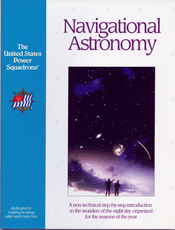 The
United States
Power
Squadrons®
Navigational
Astronomy
A non-technical step-by-step introduction
to the wonders of the night sky, organized
for the seasons of the year
dedicated to
making boating
safer and more fun